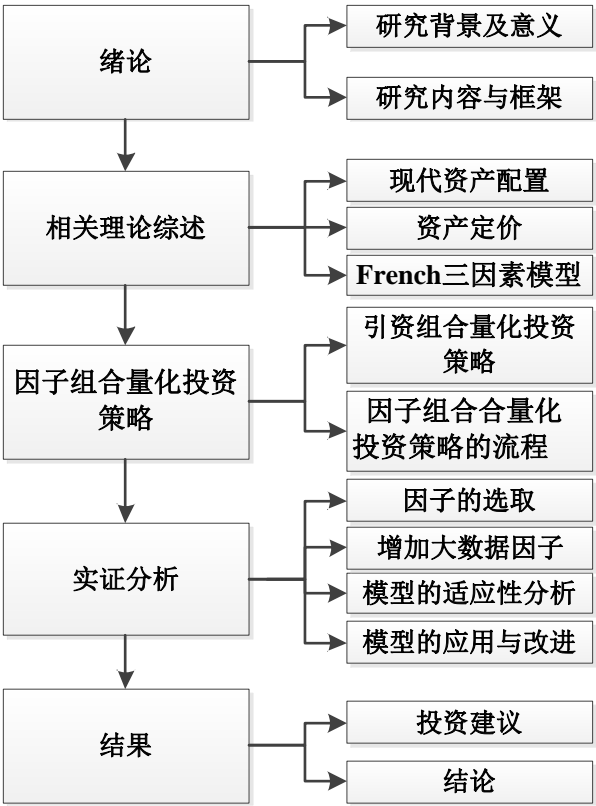 绪论
研究背景及意义
研究内容与框架
相关理论综述
现代资产配置
资产定价
French三因素模型
因子组合量化投资
策略
引资组合量化投资
策略
因子组合合量化
投资策略的流程
实证分析
因子的选取
增加大数据因子
模型的适应性分析
模型的应用与改进
结果
投资建议
结论